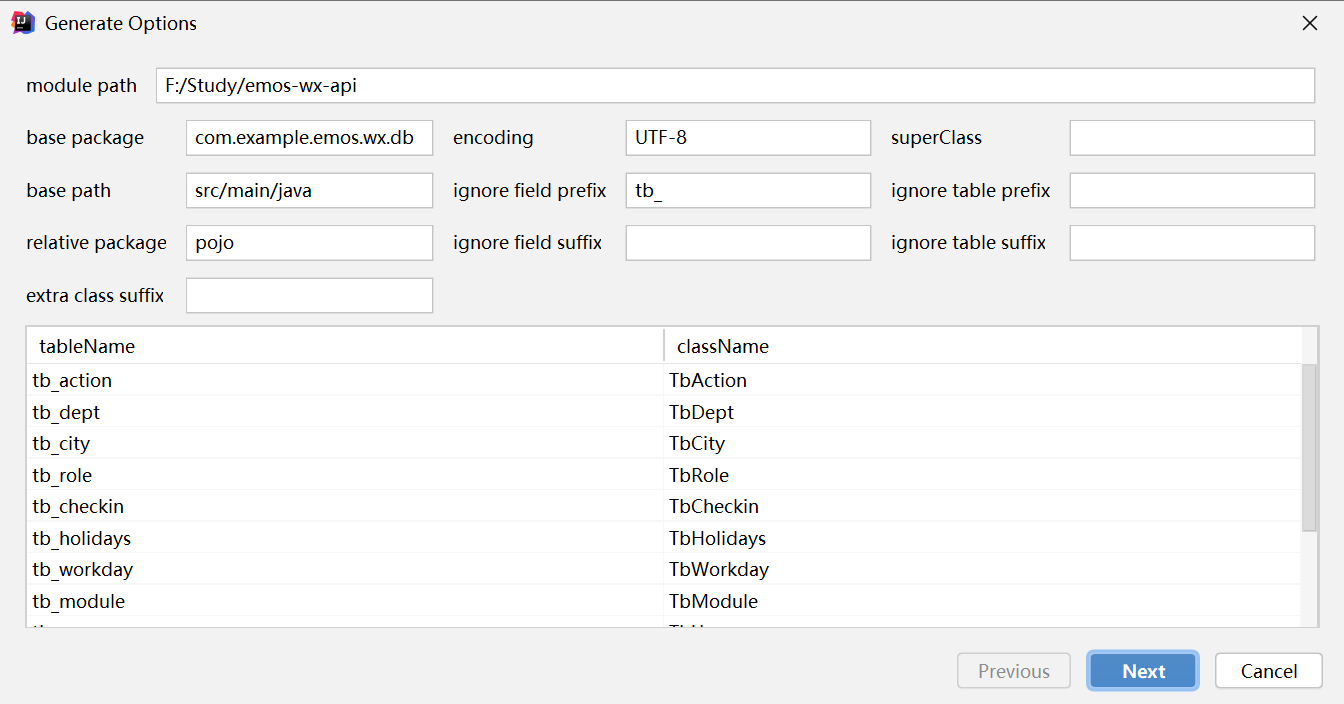 Generate Options
module path F:/Study/emos-wx-api
base package com.example.emos.wx.db encoding UTF-8 superClass
base path src/main/java ignore field prefix tb_ ignore table prefix
relative package pojo ignore field suffix ignore table suffix
extra class suffix
tableName className
tb_action TbAction
tb_dept TbDept
tb_city TbCity
tb_role TbRole
tb_checkin TbCheckin
tb_holidays TbHolidays
tb_workday TbWorkday
tb_module TbModule
Previous Next Cancel